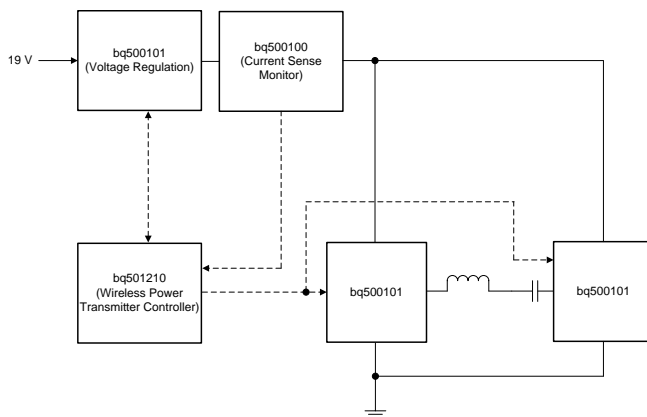 19 V
bq500101
(Voltage Regulation)
bq500100
(Current Sense
Monitor)
bq501210
(Wireless Power
Transmitter Controller)
bq500101
bq500101